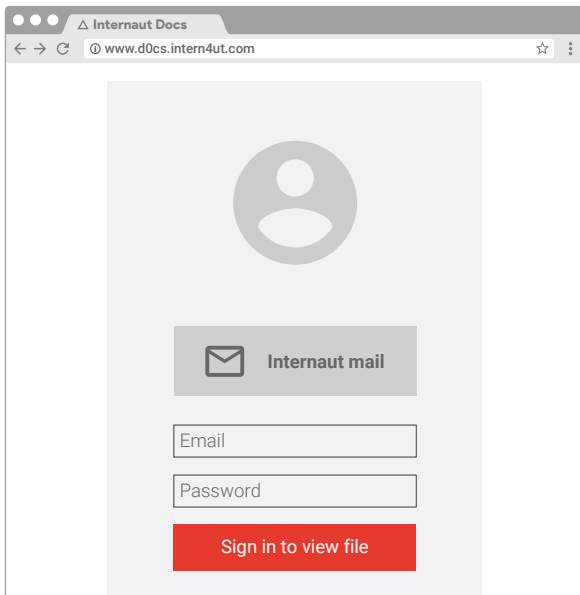 Internaut Docs
www.d0cs.intern4ut.com
Internaut mail
Email
Password
Sign in to view file